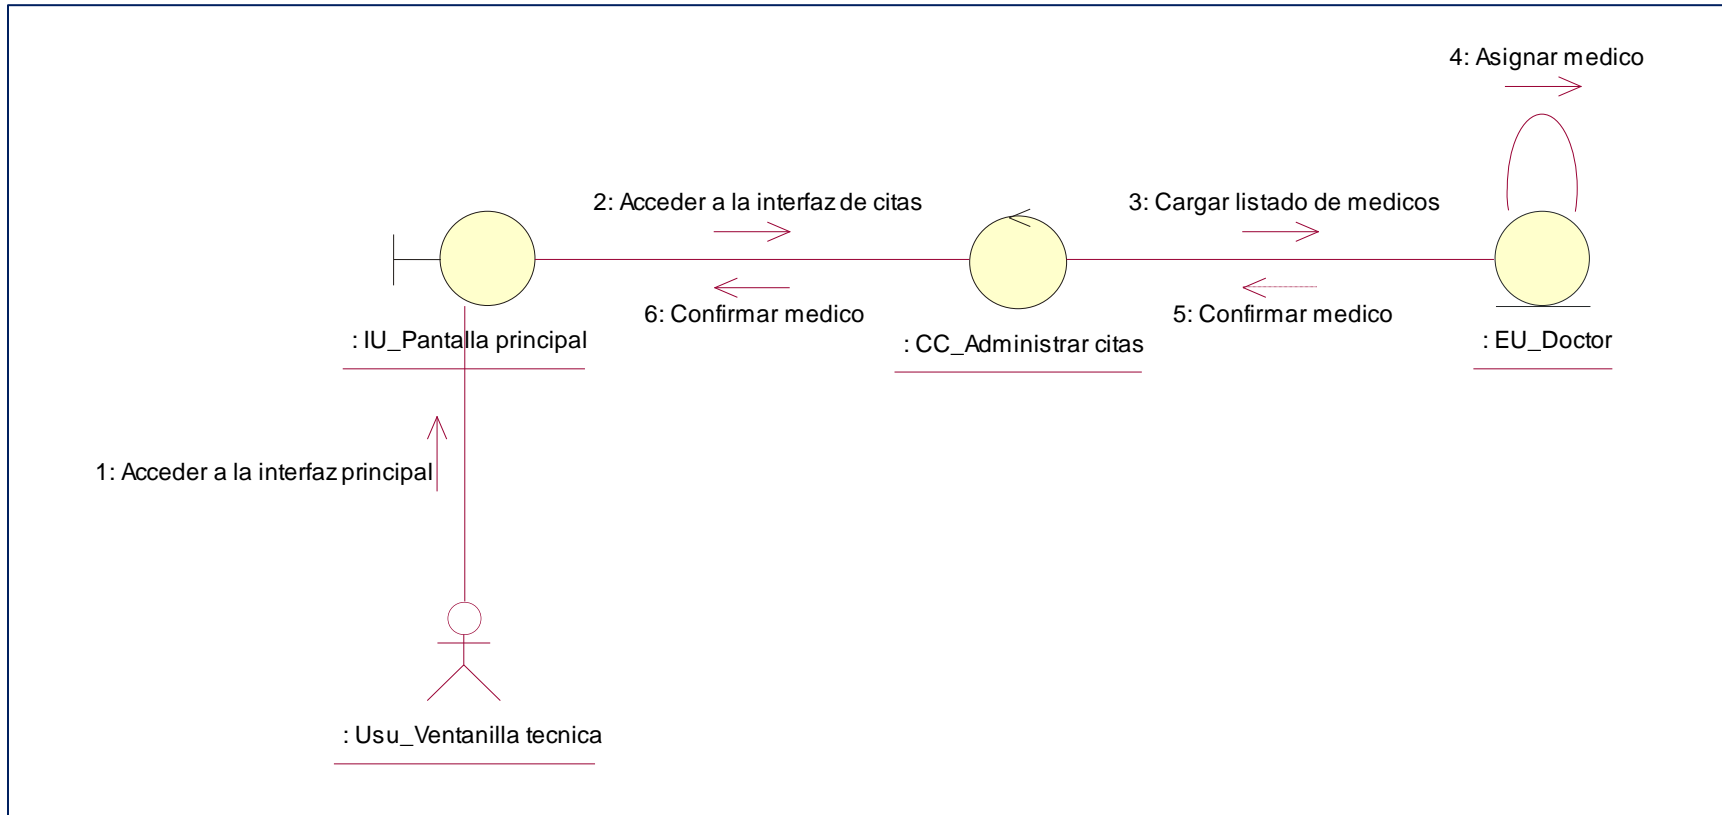 4: Asignar medico
2: Acceder a la interfaz de citas
3: Cargar listado de medicos
6: Confirmar medico
5: Confirmar medico
: IU_Pantalla principal
: CC_Administrar citas
: EU_Doctor
1: Acceder a la interfaz principal
: Usu_Ventanilla tecnica